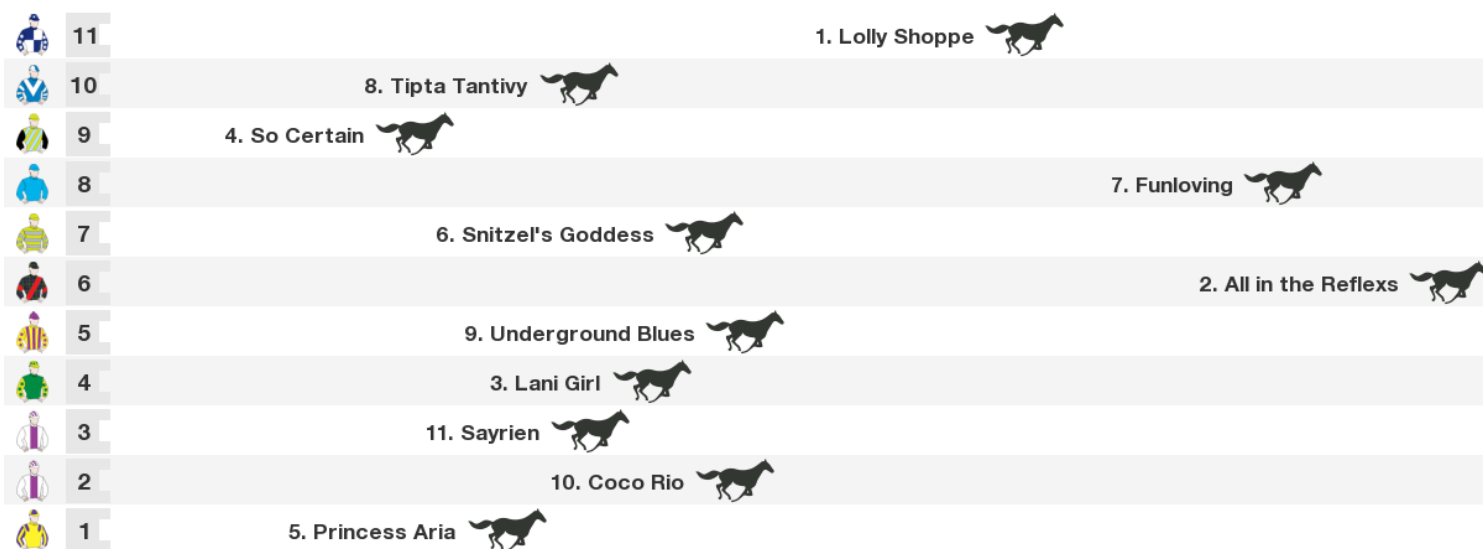 11 1. Lolly Shoppe
10 8. Tipta Tantivy
9 4. So Certain
8 7. Funloving
7 6. Snitzel's Goddess
6 2. All in the Reflexs
5 9. Underground Blues
4 3. Lani Girl
3 11. Sayrien
2 10. Coco Rio
1 5. Princess Aria